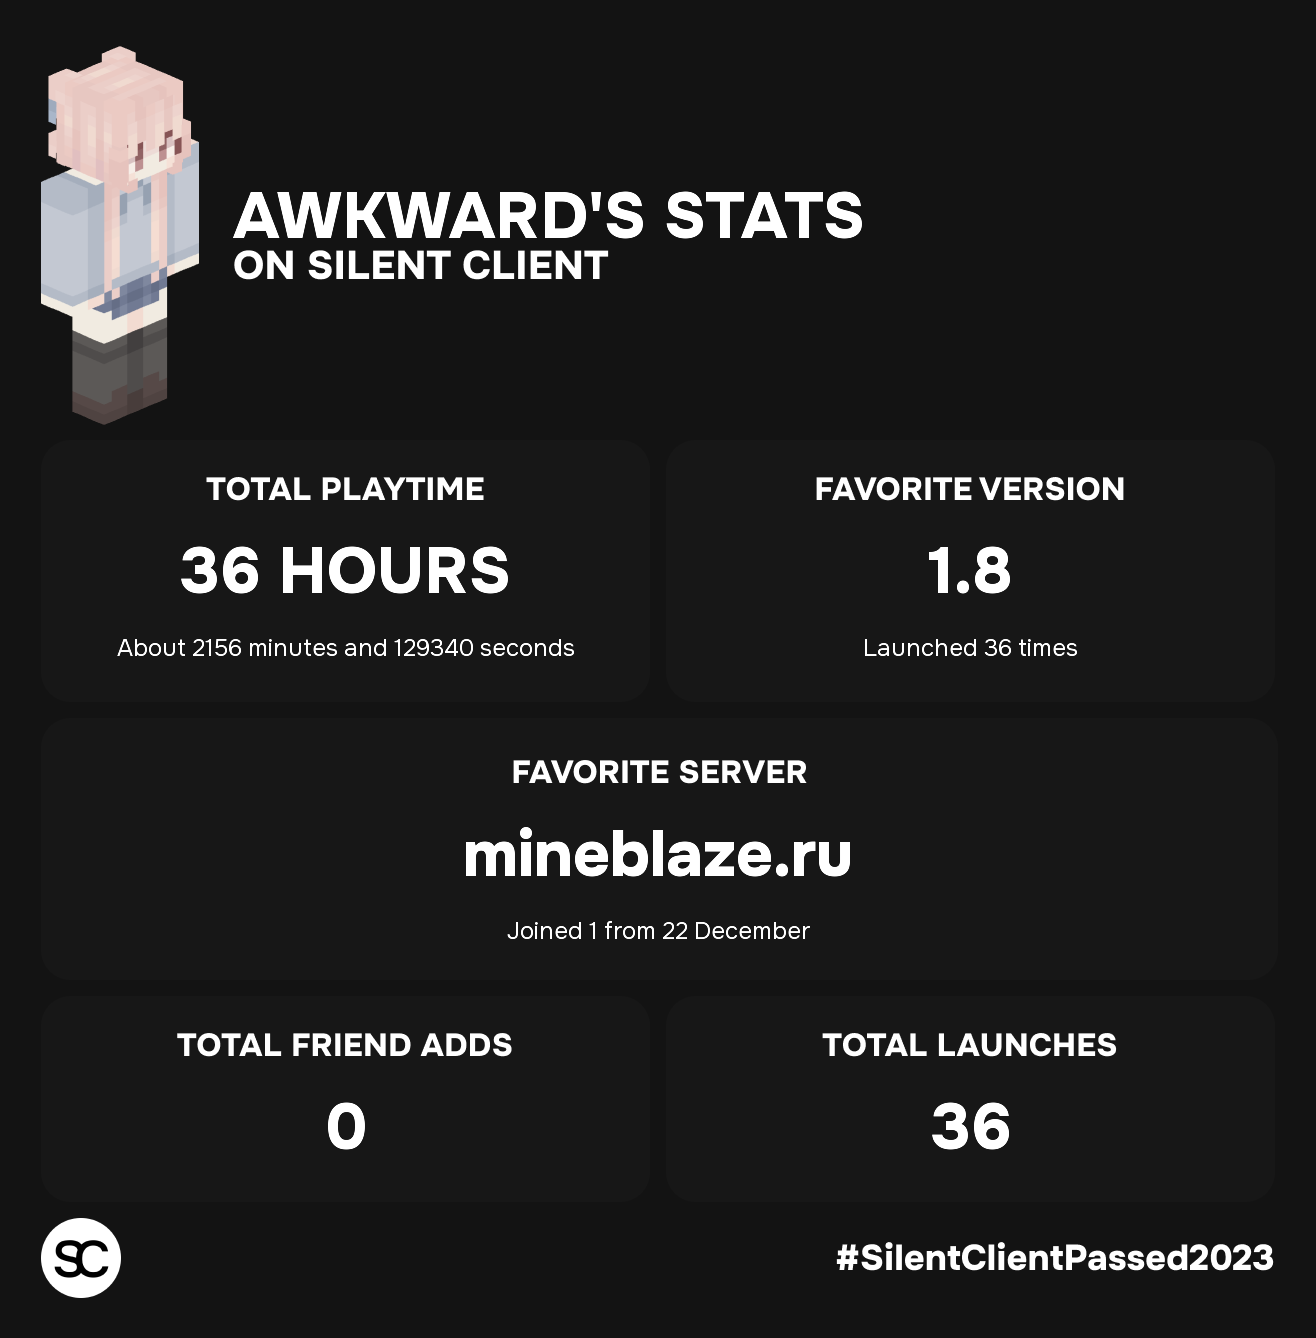 AWKWARD'S STATS
ON SILENT CLIENT
TOTAL PLAYTIME
36 HOURS
About 2156 minutes and 129340 seconds
FAVORITE VERSION
1.8
Launched 36 times
FAVORITE SERVER
mineblaze.ru
Joined 1 from 22 December
TOTAL FRIEND ADDS
0
TOTAL LAUNCHES
36
SC
#SilentClientPassed2023